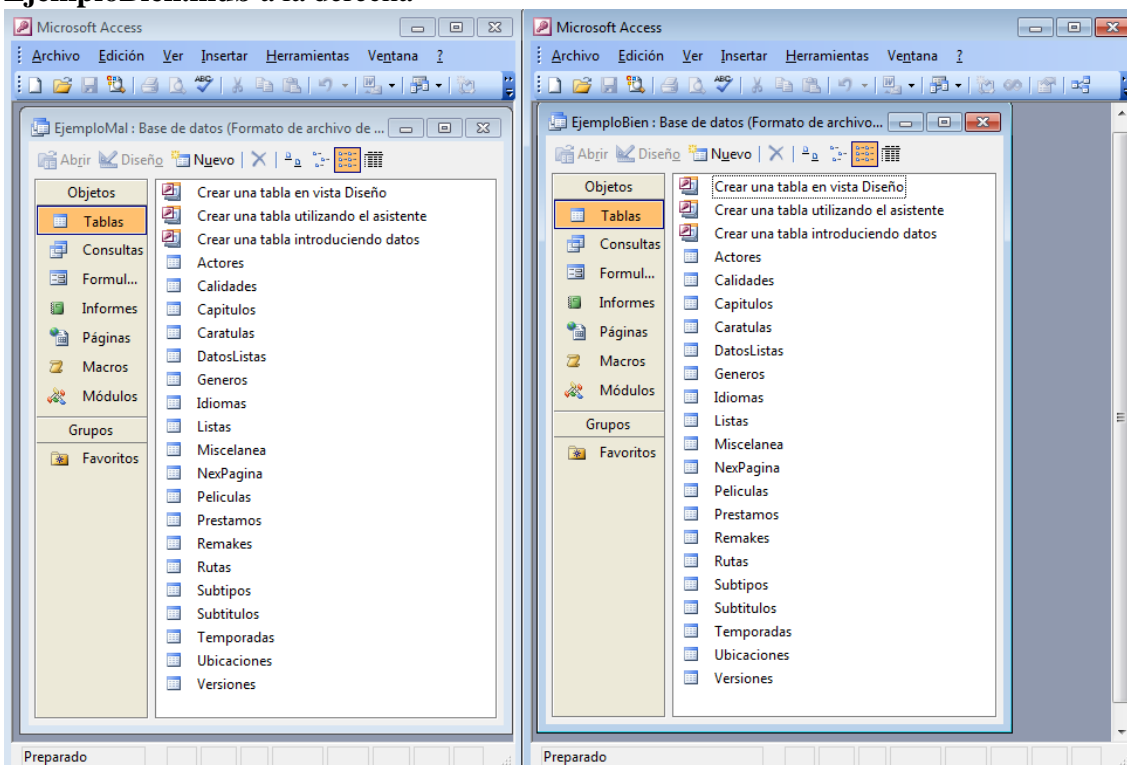 EjemploBien.mdb a la derecha
Microsoft Access
Archivo Edición Ver Insertar Herramientas Ventana ?
EjemploMal : Base de datos (Formato de archivo de ...
Abrir Diseño Nuevo
Objetos
Tablas
Consultas
Formul...
Informes
Páginas
Macros
Módulos
Grupos
Favoritos
Crear una tabla en vista Diseño
Crear una tabla utilizando el asistente
Crear una tabla introduciendo datos
Actores
Calidades
Capitulos
Caratulas
DatosListas
Generos
Idiomas
Listas
Miscelanea
NexPagina
Peliculas
Prestamos
Remakes
Rutas
Subtipos
Subtitulos
Temporadas
Ubicaciones
Versiones
Preparado
Microsoft Access
Archivo Edición Ver Insertar Herramientas Ventana ?
EjemploBien : Base de datos (Formato de archivo...
Abrir Diseño Nuevo
Objetos
Tablas
Consultas
Formul...
Informes
Páginas
Macros
Módulos
Grupos
Favoritos
Crear una tabla en vista Diseño
Crear una tabla utilizando el asistente
Crear una tabla introduciendo datos
Actores
Calidades
Capitulos
Caratulas
DatosListas
Generos
Idiomas
Listas
Miscelanea
NexPagina
Peliculas
Prestamos
Remakes
Rutas
Subtipos
Subtitulos
Temporadas
Ubicaciones
Versiones
Preparado